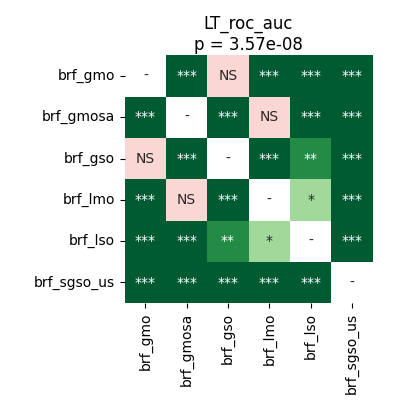 LT_roc_auc
p = 3.57e-08
brf_gmo - *** NS *** *** ***
brf_gmosa *** - *** NS *** ***
brf_gso NS *** - *** ** ***
brf_lmo *** NS *** - * ***
brf_lso *** *** ** * - ***
brf_sgso_us *** *** *** *** *** -
brf_gmo brf_gmosa brf_gso brf_lmo brf_lso brf_sgso_us